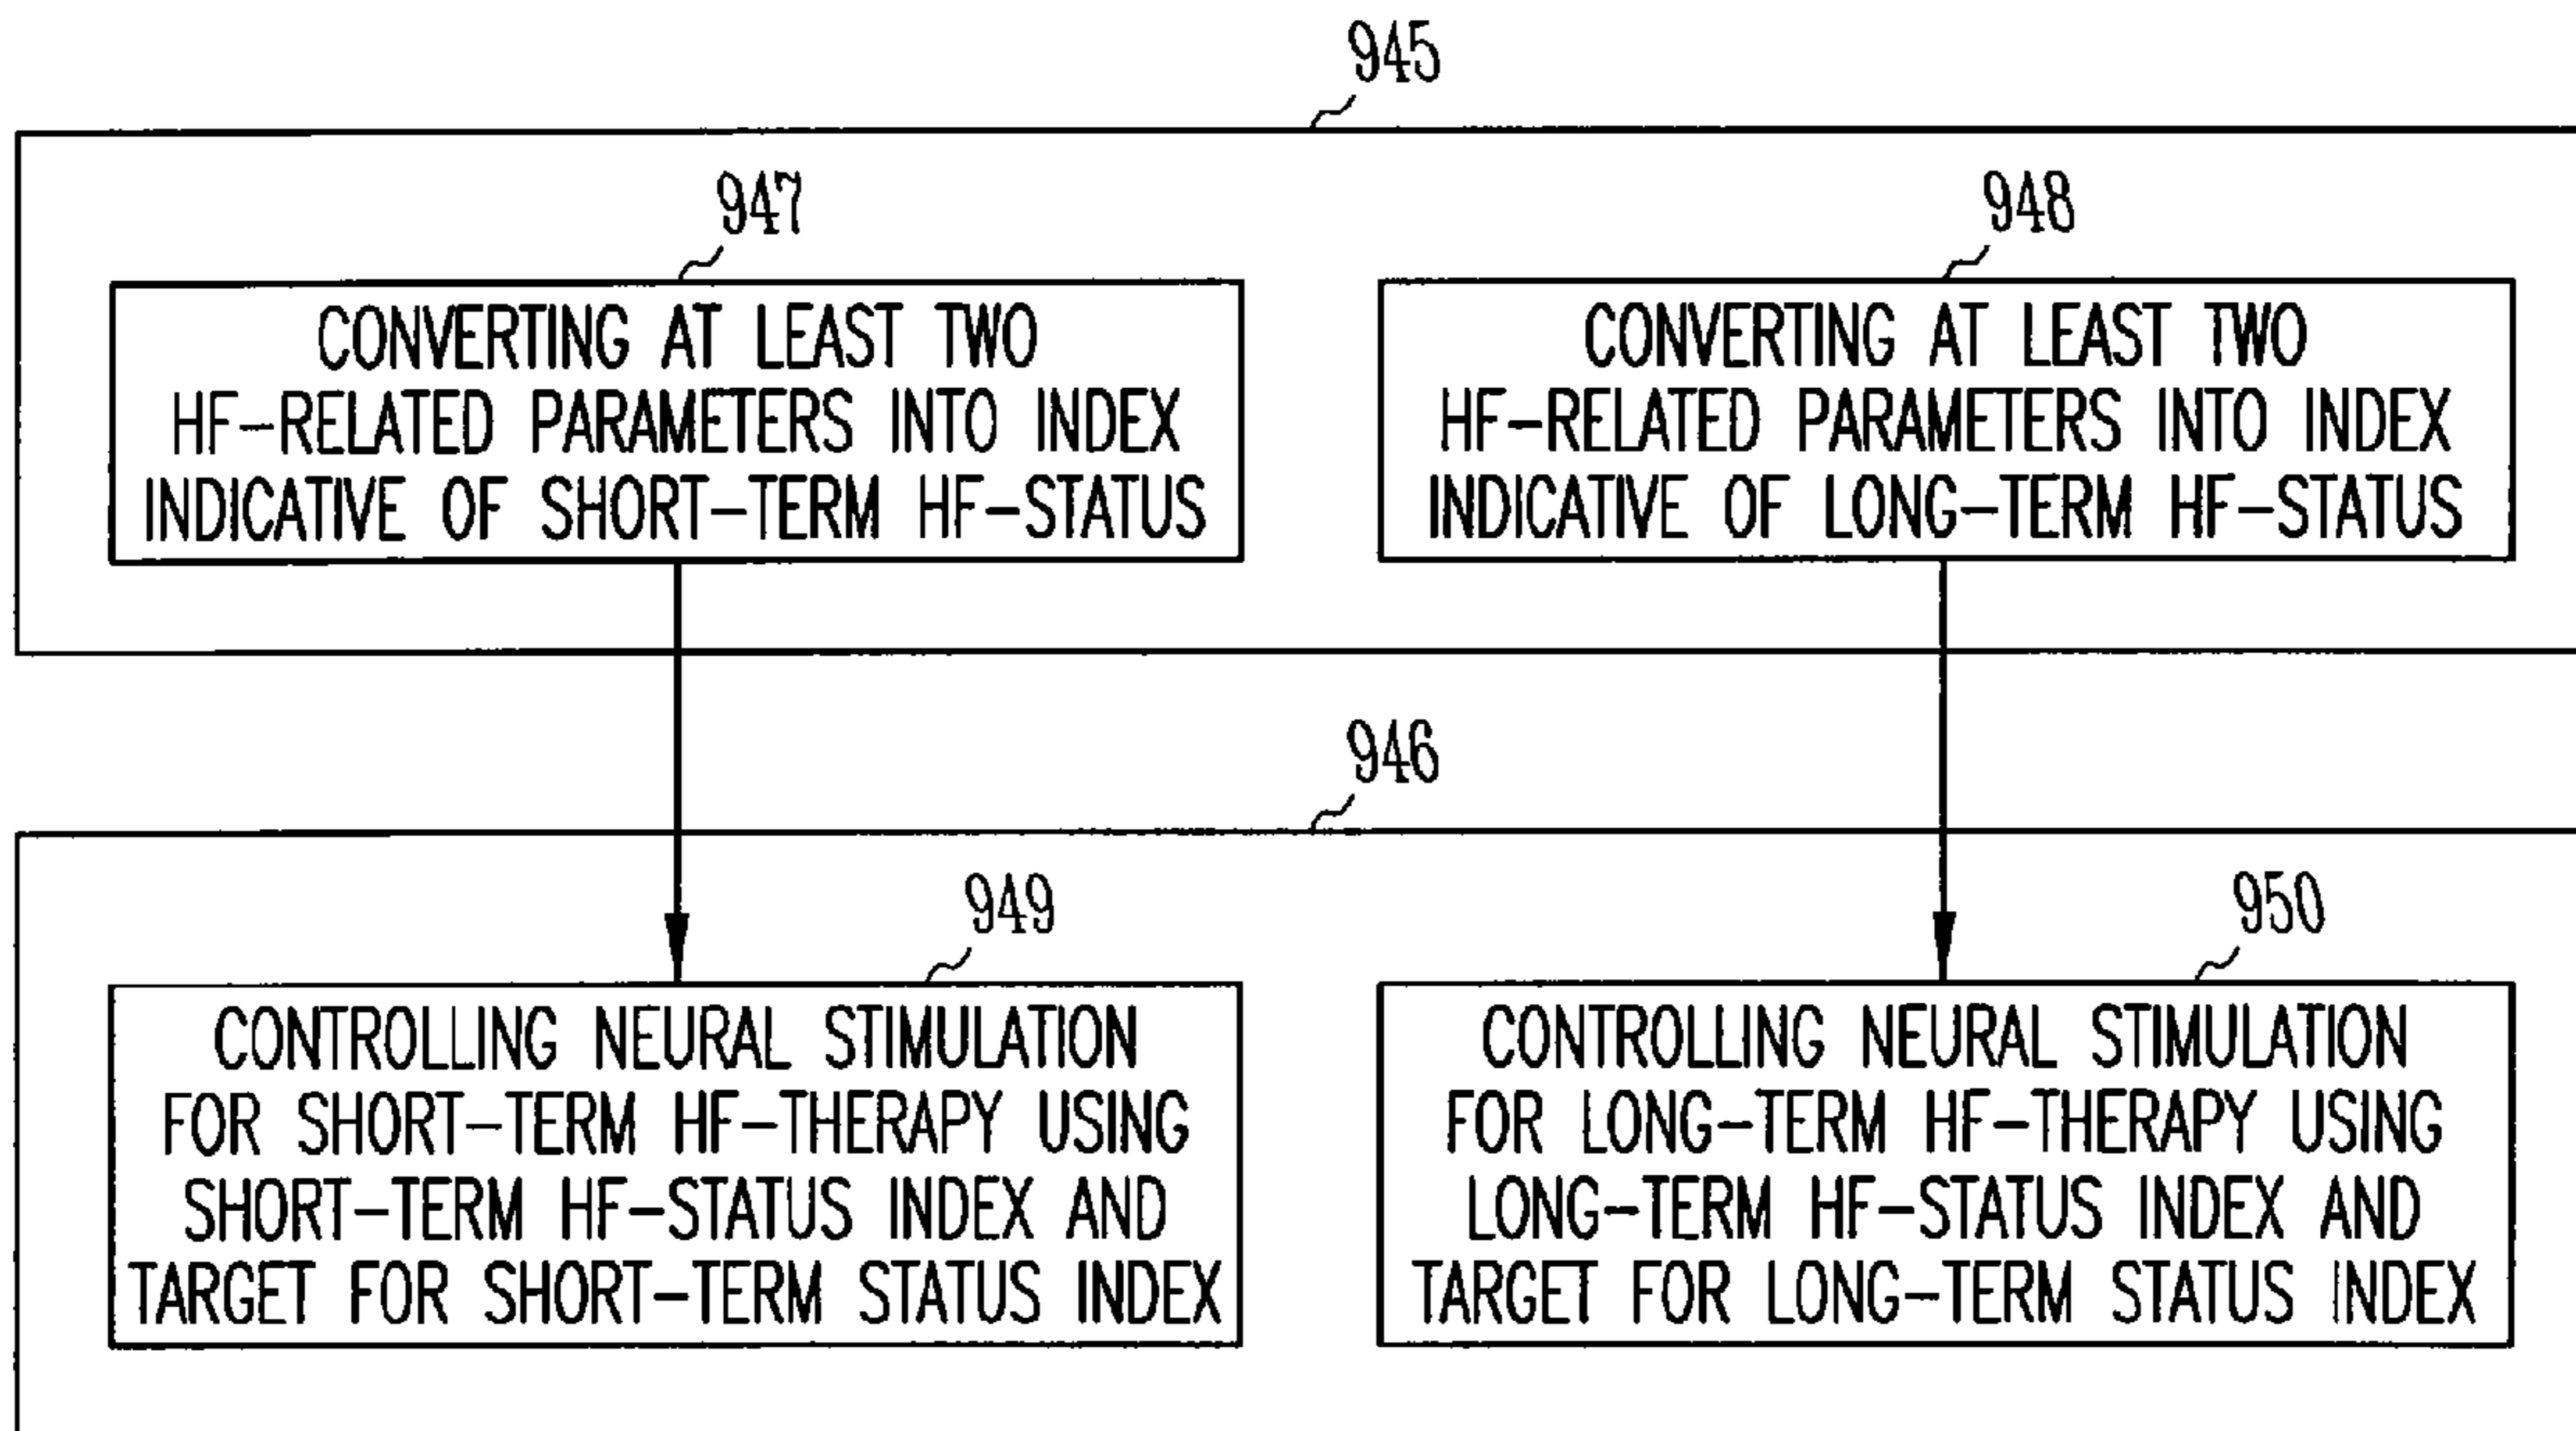 945
947
CONVERTING AT LEAST TWO
HF-RELATED PARAMETERS INTO INDEX
INDICATIVE OF SHORT-TERM HF-STATUS
948
CONVERTING AT LEAST TWO
HF-RELATED PARAMETERS INTO INDEX
INDICATIVE OF LONG-TERM HF-STATUS
946
949
CONTROLLING NEURAL STIMULATION
FOR SHORT-TERM HF-THERAPY USING
SHORT-TERM HF-STATUS INDEX AND
TARGET FOR SHORT-TERM STATUS INDEX
950
CONTROLLING NEURAL STIMULATION
FOR LONG-TERM HF-THERAPY USING
LONG-TERM HF-STATUS INDEX AND
TARGET FOR LONG-TERM STATUS INDEX